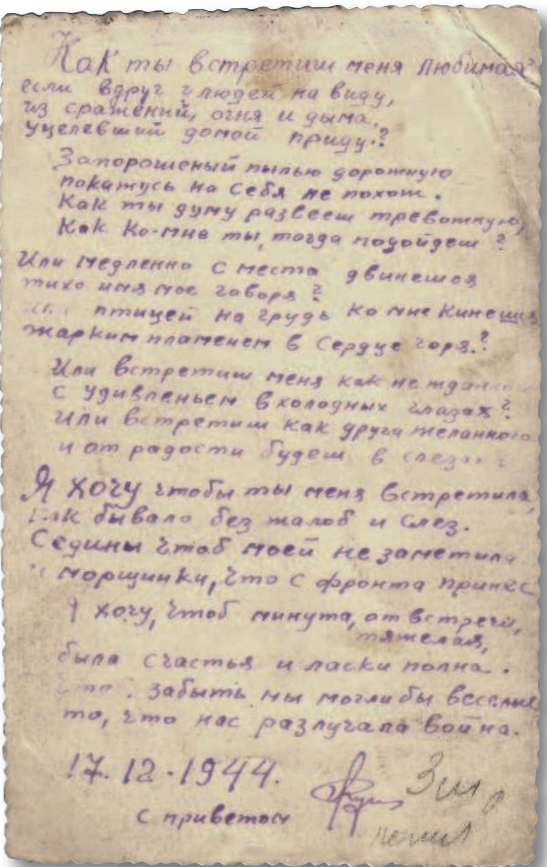 Как ты встретиш меня любимая
если вдруг у людей на виду,
из сражений, огня и дыма,
уцелевший домой приду.?
Запорошеный пылью дорожную
покажусь на себя не похож.
Как ты думу развееш тревожную,
Как Ко-мне ты, тогда подойдеш?
Или медленно с места двинешся
тихо имя мое говоря?
птицей на грудь ко мне кинешся
жарким пламенем в сердце горя.?
Или встретиш меня как не жданного
с удивленьем в холодных глазах?
Или встретиш как друга желанного
и от радости будеш в слезах?
Я хочу чтобы ты меня встретила,
как бывало без жалоб и слез.
Седины чтоб моей не заметила
и морщинки, что с фронта принес
Я хочу, чтоб минута, от встречи,
тяжелая,
была счастья и ласки полна.
забыть мы могли бы веселые
то, что нас разлучала война.
17.12.1944.
с приветом